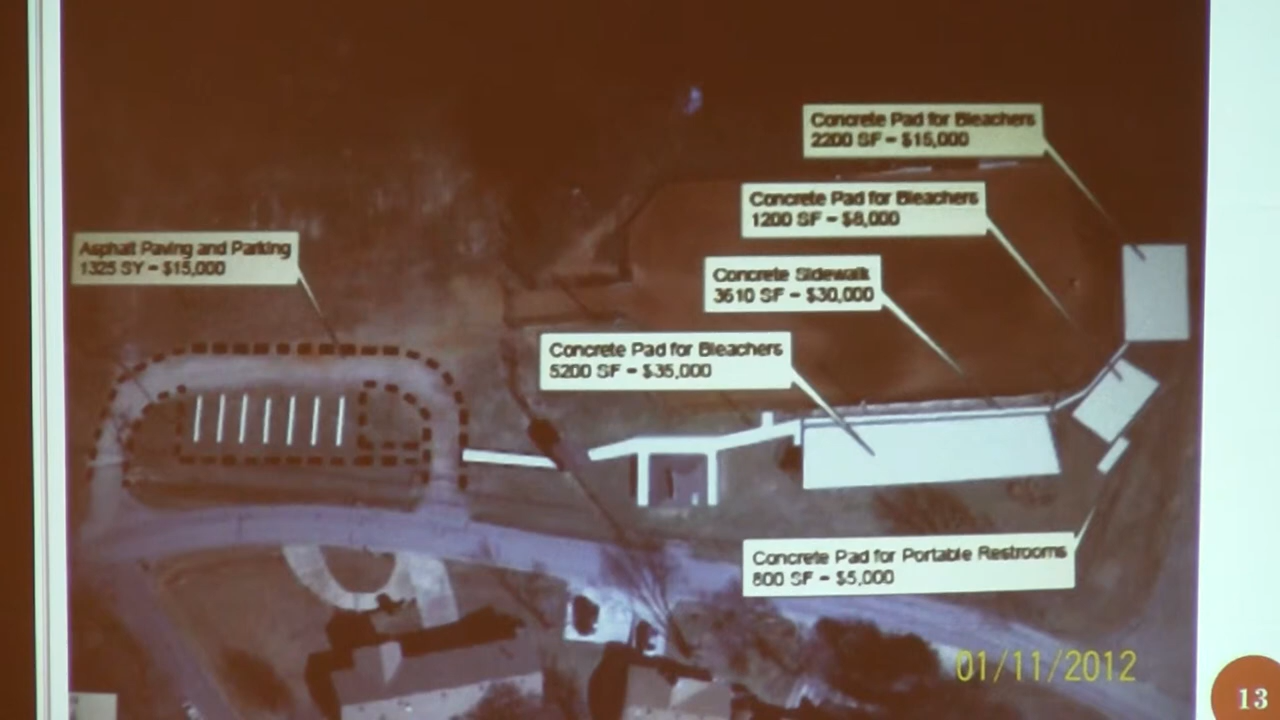 Concrete Pad for Bleachers
2200 SF - $15,000
Concrete Pad for Bleachers
1200 SF - $8,000
Asphalt Paving and Parking
1325 SY - $15,000
Concrete Sidewalk
3610 SF - $30,000
Concrete Pad for Bleachers
5200 SF - $35,000
Concrete Pad for Portable Restrooms
800 SF - $5,000
01/11/2012
13